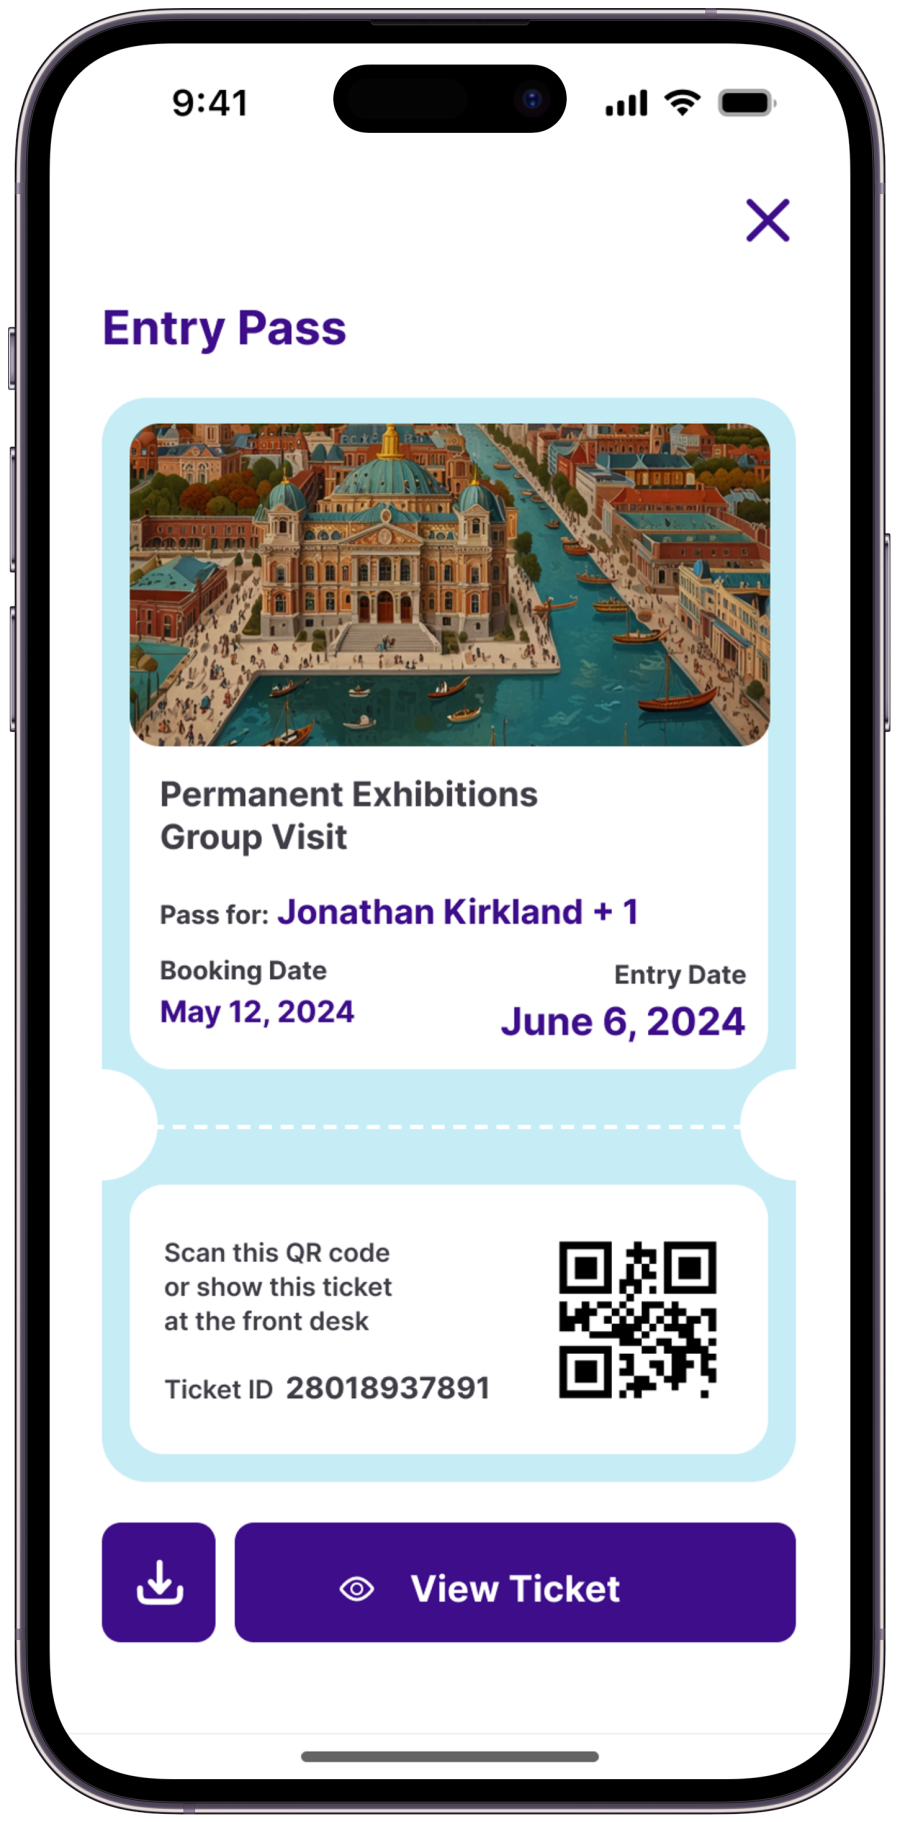 9:41
Entry Pass
Permanent Exhibitions
Group Visit
Pass for: Jonathan Kirkland + 1
Booking Date
May 12, 2024
Entry Date
June 6, 2024
Scan this QR code
or show this ticket
at the front desk
Ticket ID 28018937891
View Ticket